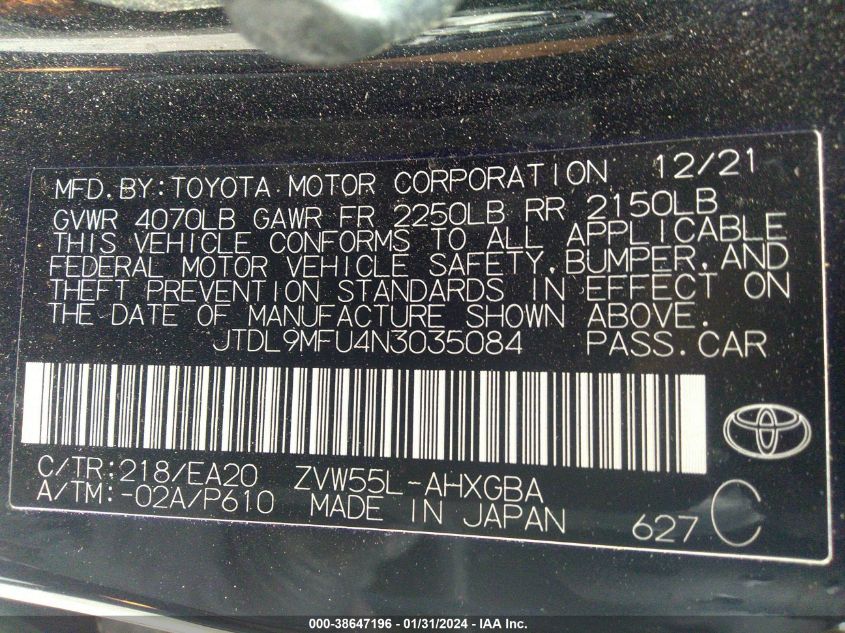 MFD.BY:TOYOTA MOTOR CORPORATION 12/21
GVWR 4070LB GAWR FR 2250LB RR 2150LB
THIS VEHICLE CONFORMS TO ALL APPLICABLE
FEDERAL MOTOR VEHICLE SAFETY,BUMPER,AND
THEFT PREVENTION STANDARDS IN EFFECT ON
THE DATE OF MANUFACTURE SHOWN ABOVE.
JTDL9MFU4N3035084 PASS.CAR
C/TR:218/EA20 ZVW55L-AHXGBA
A/TM:-02A/P610 MADE IN JAPAN 627 C
000-38647196 - 01/31/2024 - IAA Inc.